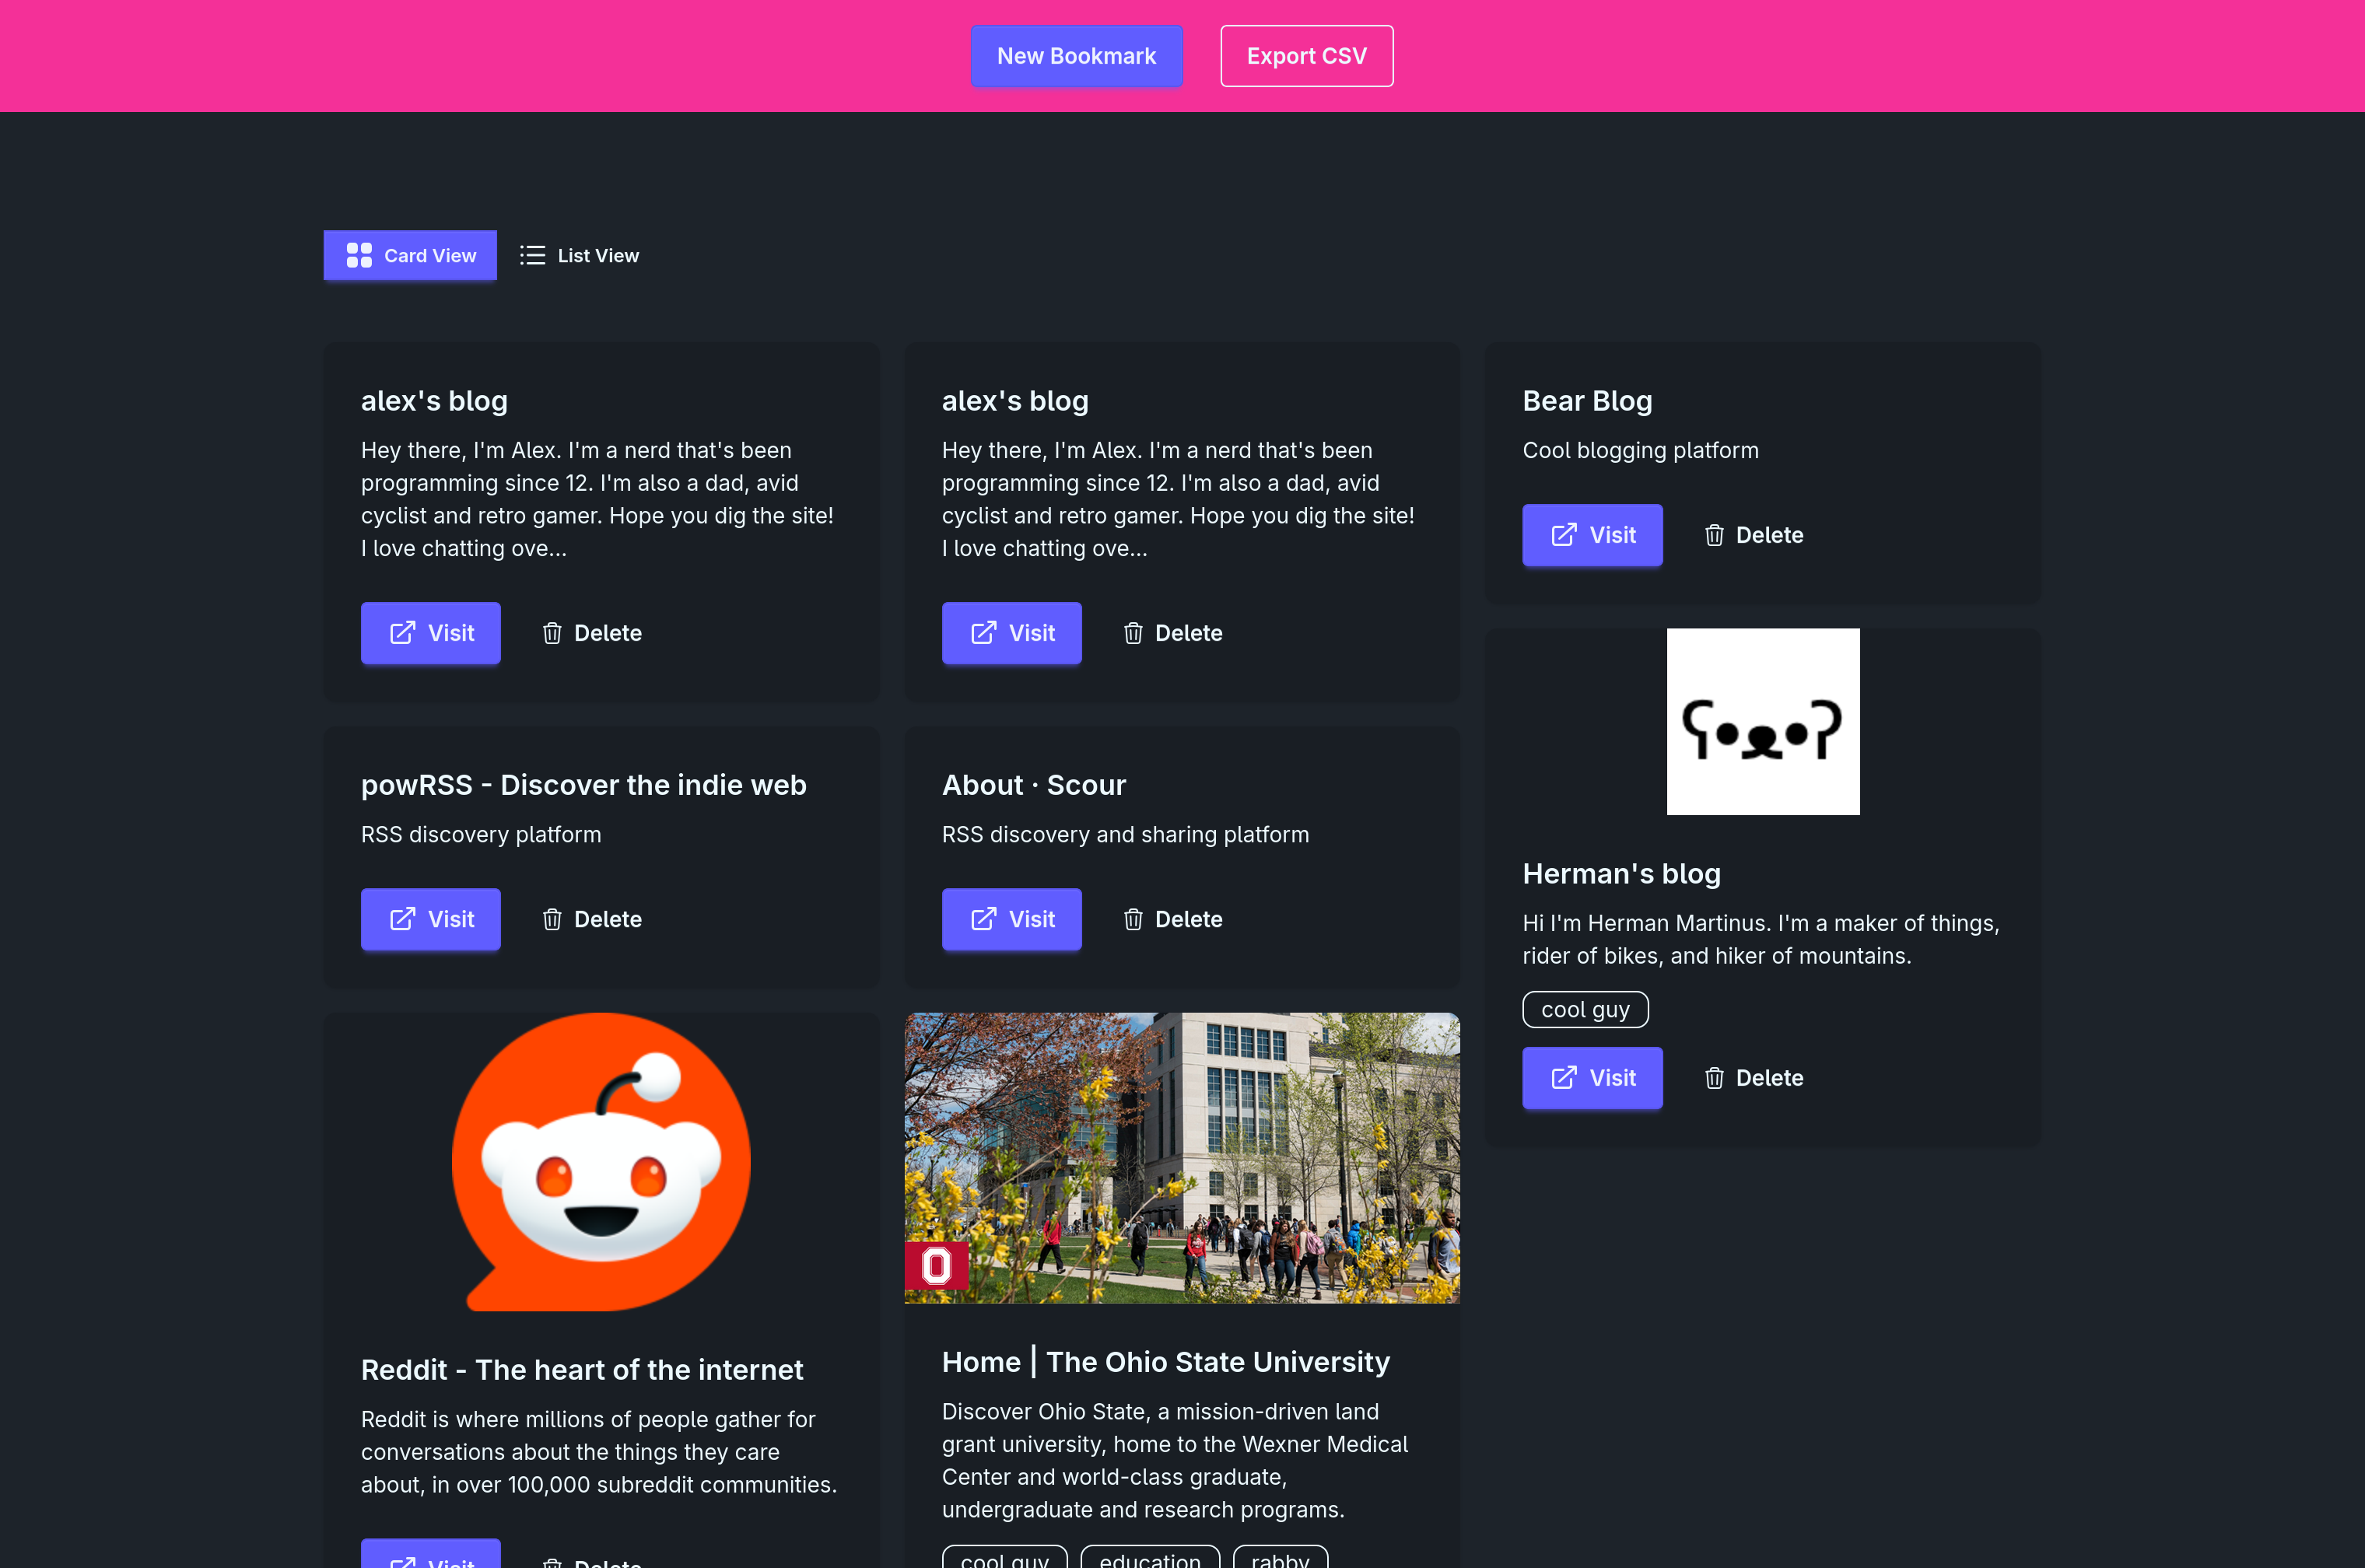 New Bookmark
Export CSV
Card View
List View
alex's blog
Hey there, I'm Alex. I'm a nerd that's been
programming since 12. I'm also a dad, avid
cyclist and retro gamer. Hope you dig the site!
I love chatting ove...
Visit
Delete
alex's blog
Hey there, I'm Alex. I'm a nerd that's been
programming since 12. I'm also a dad, avid
cyclist and retro gamer. Hope you dig the site!
I love chatting ove...
Visit
Delete
Bear Blog
Cool blogging platform
Visit
Delete
powRSS - Discover the indie web
RSS discovery platform
Visit
Delete
About · Scour
RSS discovery and sharing platform
Visit
Delete
ʕ•ᴥ•ʔ
Herman's blog
Hi I'm Herman Martinus. I'm a maker of things,
rider of bikes, and hiker of mountains.
cool guy
Visit
Delete
Reddit - The heart of the internet
Reddit is where millions of people gather for
conversations about the things they care
about, in over 100,000 subreddit communities.
Visit
Delete
O
Home | The Ohio State University
Discover Ohio State, a mission-driven land
grant university, home to the Wexner Medical
Center and world-class graduate,
undergraduate and research programs.
cool guy
education
rabby